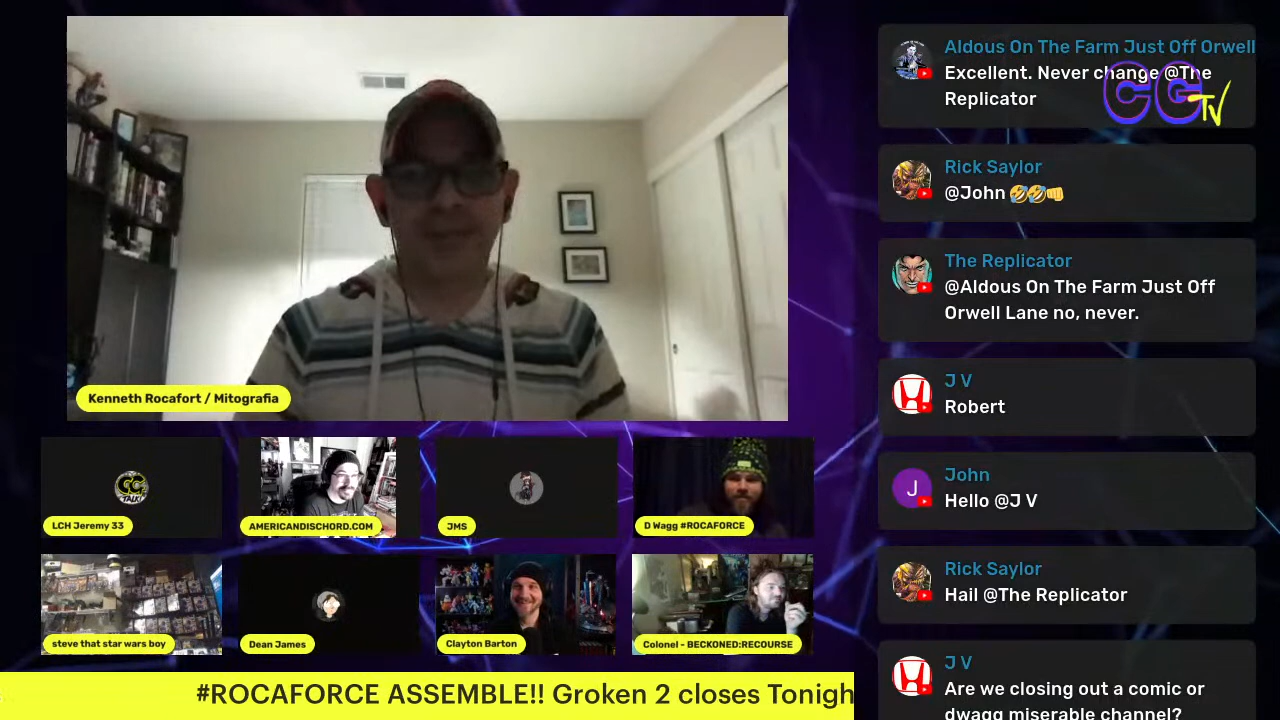 Kenneth Rocafort / Mitografia
LCH Jeremy 33
AMERICANDISCHORD.COM
JMS
D Wagg #ROCAFORCE
steve that star wars boy
Dean James
Clayton Barton
Colonel - BECKONED:RECOURSE
#ROCAFORCE ASSEMBLE!! Groken 2 closes Tonigh
Aldous On The Farm Just Off Orwell
Excellent. Never change @The
Replicator
CG TV
Rick Saylor
@John 🤣🤣👊
The Replicator
@Aldous On The Farm Just Off
Orwell Lane no, never.
J V
Robert
J
John
Hello @J V
Rick Saylor
Hail @The Replicator
J V
Are we closing out a comic or
dwagg miserable channel?